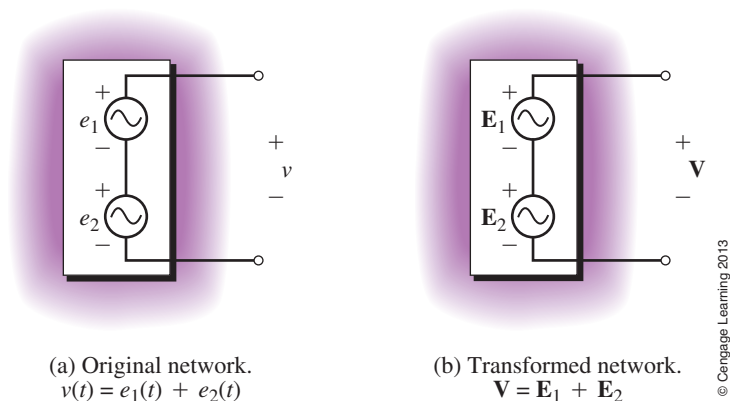 +
e₁
−
+
e₂
−
+
v
−
(a) Original network.
v(t) = e₁(t) + e₂(t)
+
E₁
−
+
E₂
−
+
V
−
(b) Transformed network.
V = E₁ + E₂
© Cengage Learning 2013